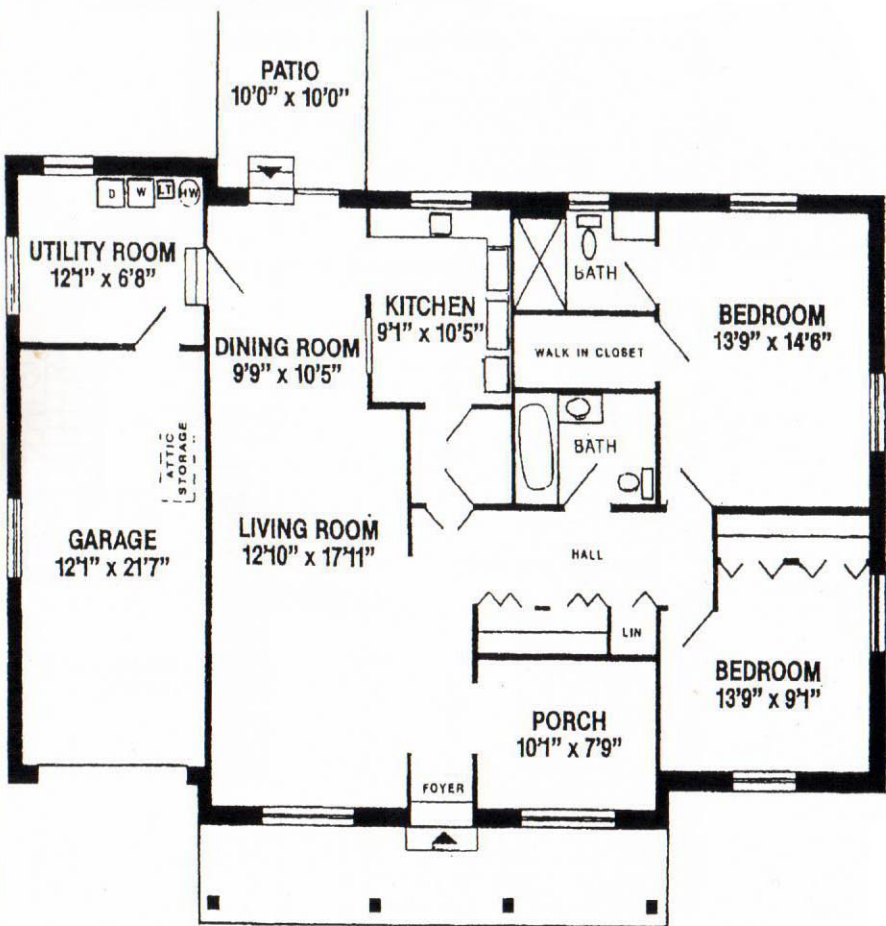 PATIO
10'0" x 10'0"
D
W
LT
HW
UTILITY ROOM
12'1" x 6'8"
BATH
KITCHEN
9'1" x 10'5"
BEDROOM
13'9" x 14'6"
DINING ROOM
9'9" x 10'5"
WALK IN CLOSET
BATH
ATTIC
STORAGE
GARAGE
12'1" x 21'7"
LIVING ROOM
12'10" x 17'11"
HALL
LIN
BEDROOM
13'9" x 9'1"
PORCH
10'1" x 7'9"
FOYER